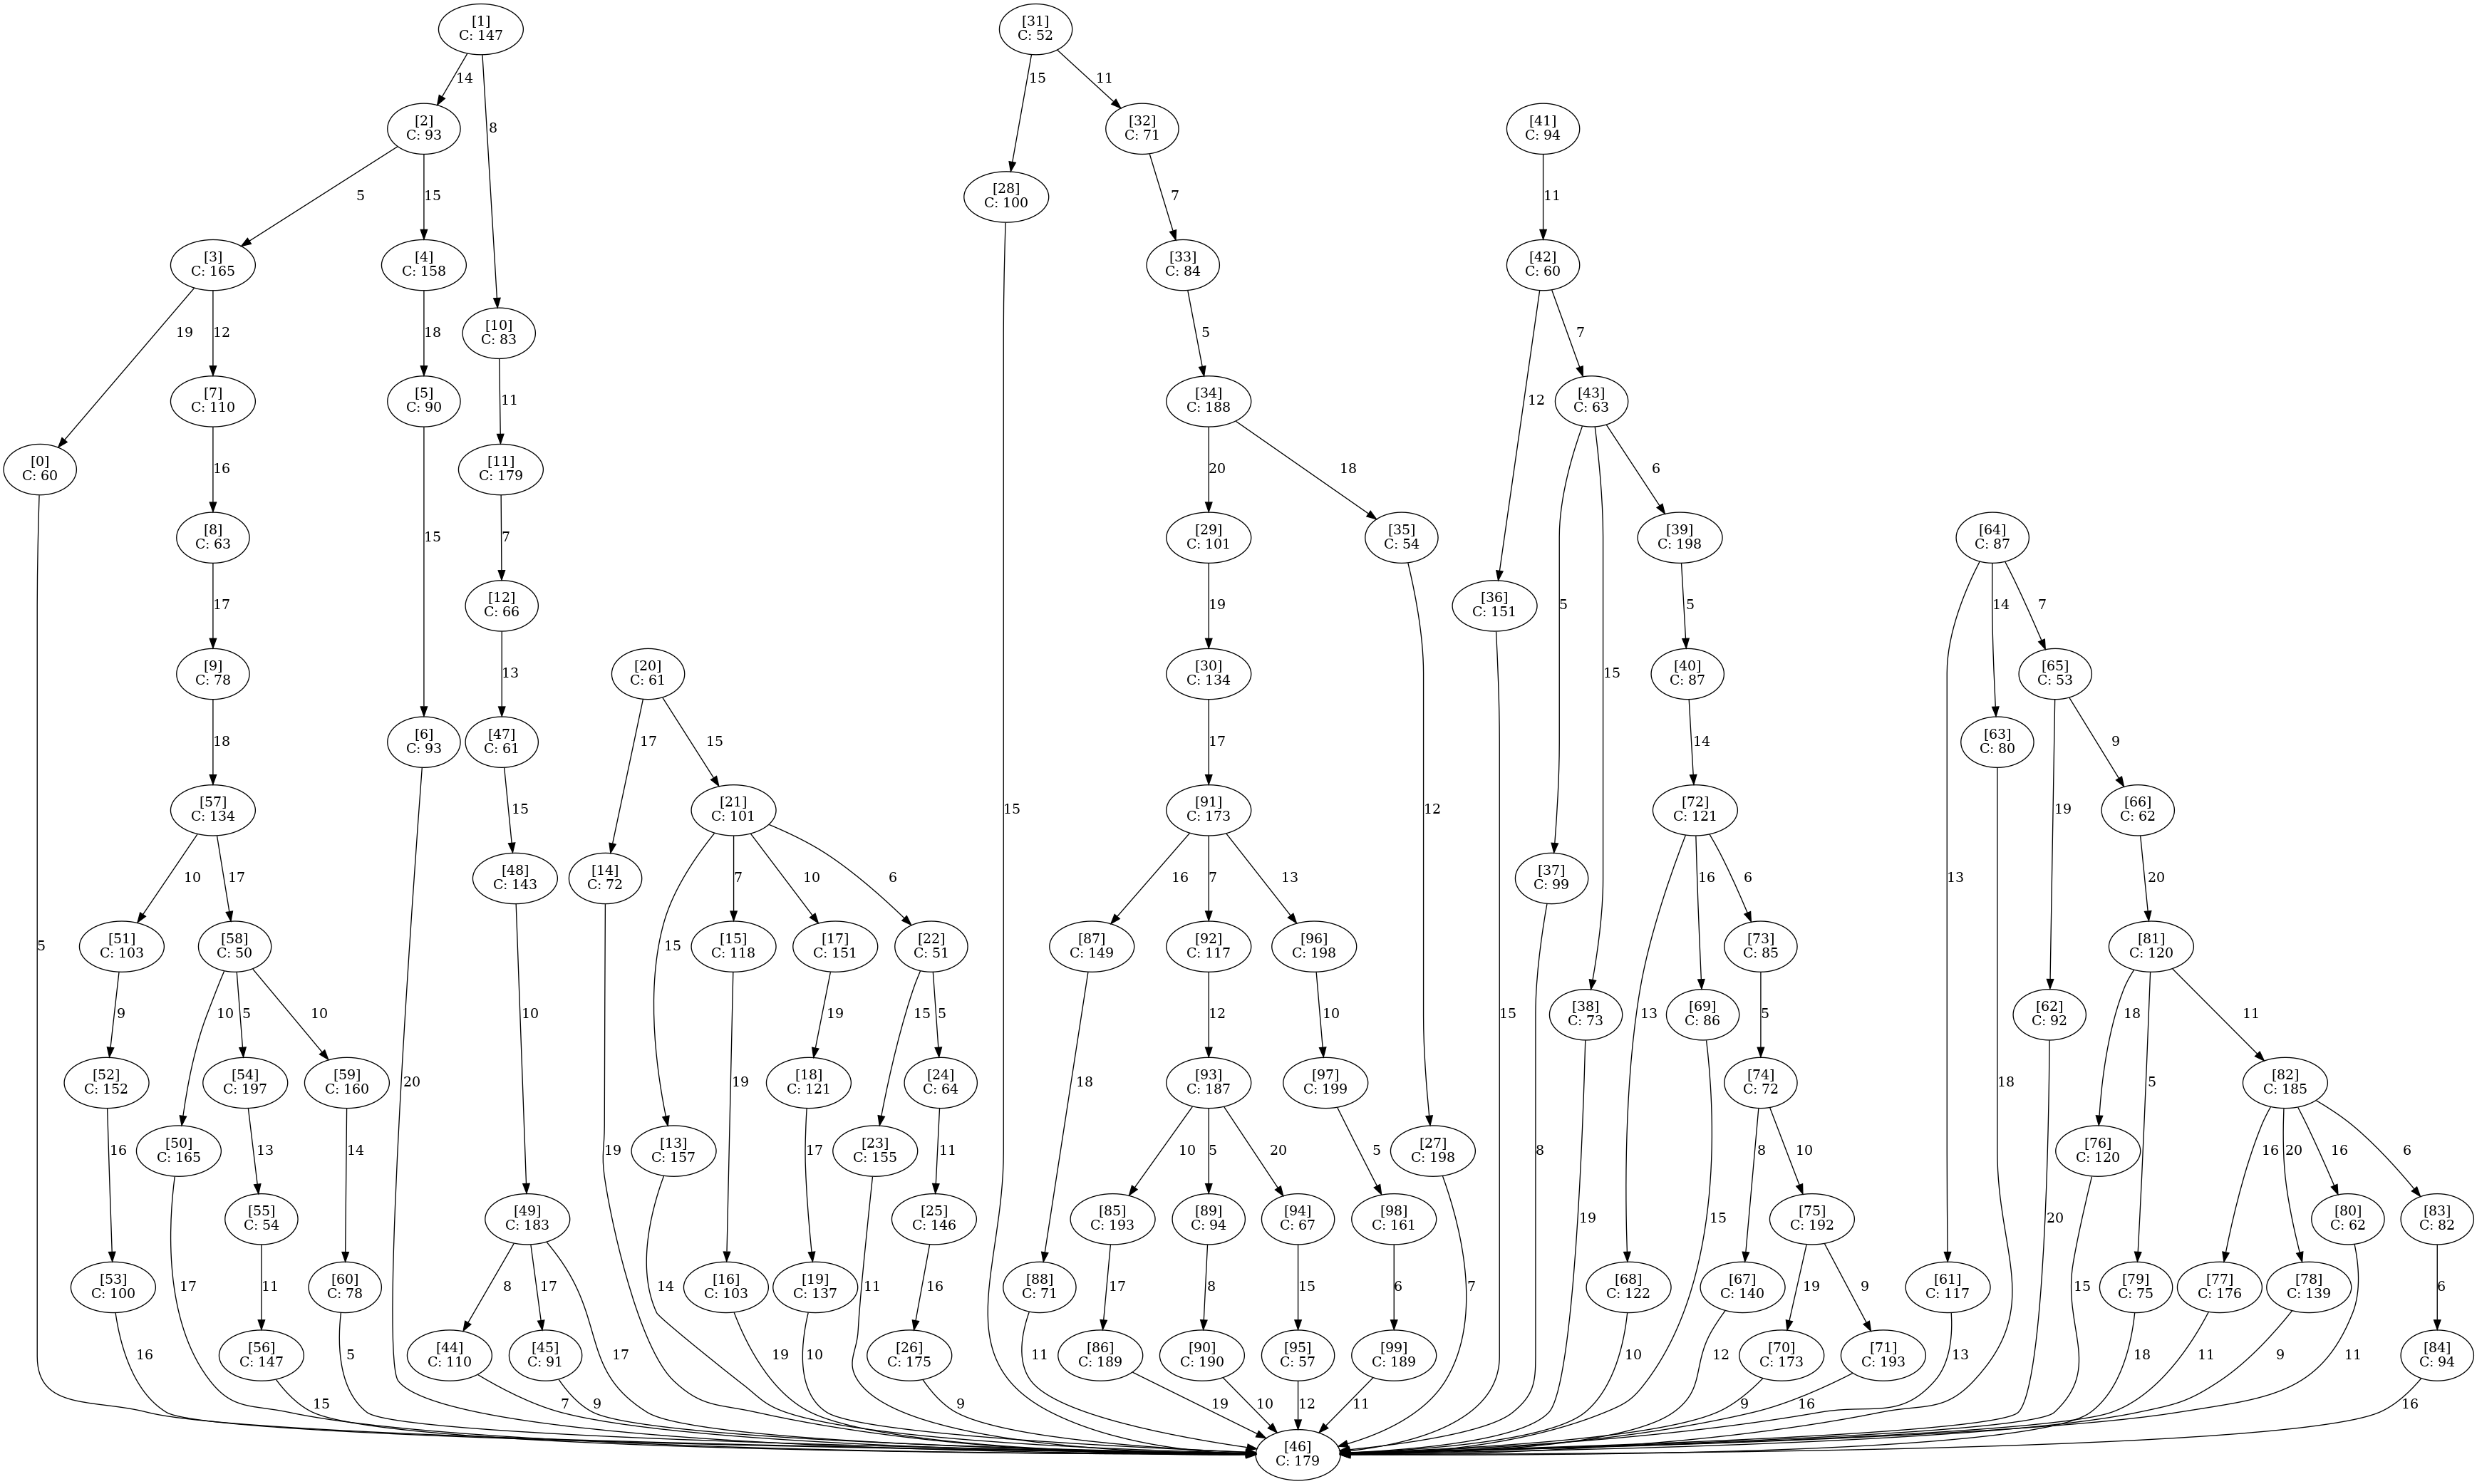 [1]
C: 147
[31]
C: 52
14
8
15
11
[2]
C: 93
[32]
C: 71
[41]
C: 94
5
15
7
11
[28]
C: 100
[3]
C: 165
[4]
C: 158
[33]
C: 84
[42]
C: 60
19
12
18
5
12
7
[10]
C: 83
[7]
C: 110
[5]
C: 90
11
[34]
C: 188
[43]
C: 63
[0]
C: 60
16
[11]
C: 179
20
18
6
[8]
C: 63
15
7
[29]
C: 101
[35]
C: 54
[39]
C: 198
[64]
C: 87
17
[12]
C: 66
19
[36]
C: 151
5
15
5
13
14
7
[9]
C: 78
13
[20]
C: 61
[30]
C: 134
[40]
C: 87
[65]
C: 53
18
[6]
C: 93
[47]
C: 61
17
15
17
14
[63]
C: 80
9
[57]
C: 134
15
[21]
C: 101
15
[91]
C: 173
12
[72]
C: 121
19
[66]
C: 62
10
17
[48]
C: 143
[14]
C: 72
7
10
6
16
7
13
[37]
C: 99
16
6
13
20
5
[51]
C: 103
[58]
C: 50
15
[15]
C: 118
[17]
C: 151
[22]
C: 51
[87]
C: 149
[92]
C: 117
[96]
C: 198
[73]
C: 85
[81]
C: 120
9
10
5
10
10
19
15
5
12
10
15
[38]
C: 73
13
[69]
C: 86
5
[62]
C: 92
18
11
[52]
C: 152
[54]
C: 197
[59]
C: 160
20
19
[18]
C: 121
[24]
C: 64
18
[93]
C: 187
[97]
C: 199
[74]
C: 72
18
5
[82]
C: 185
16
[50]
C: 165
13
14
19
[13]
C: 157
17
[23]
C: 155
11
10
5
20
5
[27]
C: 198
8
8
10
[76]
C: 120
16
20
16
6
[55]
C: 54
[49]
C: 183
[25]
C: 146
[85]
C: 193
[89]
C: 94
[94]
C: 67
[98]
C: 161
19
15
[75]
C: 192
20
[80]
C: 62
[83]
C: 82
[53]
C: 100
17
11
[60]
C: 78
14
[16]
C: 103
[19]
C: 137
11
16
[88]
C: 71
17
8
15
6
7
[68]
C: 122
[67]
C: 140
19
9
[61]
C: 117
15
[79]
C: 75
[77]
C: 176
[78]
C: 139
6
16
[56]
C: 147
5
8
17
17
[44]
C: 110
[45]
C: 91
19
10
[26]
C: 175
11
[86]
C: 189
[90]
C: 190
[95]
C: 57
[99]
C: 189
10
12
[70]
C: 173
[71]
C: 193
13
18
11
9
11
[84]
C: 94
15
7
9
9
19
10
12
11
9
16
16
[46]
C: 179